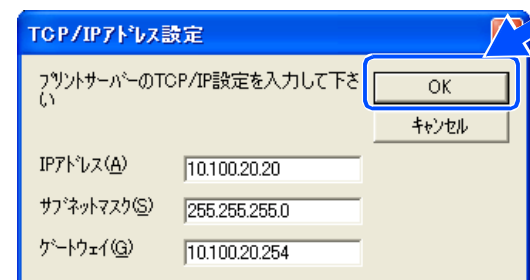 TCP/IPｱﾄﾞﾚｽ設定
ﾌﾟﾘﾝﾄｻｰﾊﾞｰのTCP/IP設定を入力して下さ
い
OK
ｷｬﾝｾﾙ
IPｱﾄﾞﾚｽ(A)
10.100.20.20
ｻﾌﾞﾈｯﾄﾏｽｸ(S)
255.255.255.0
ｹﾞｰﾄｳｪｲ(G)
10.100.20.254